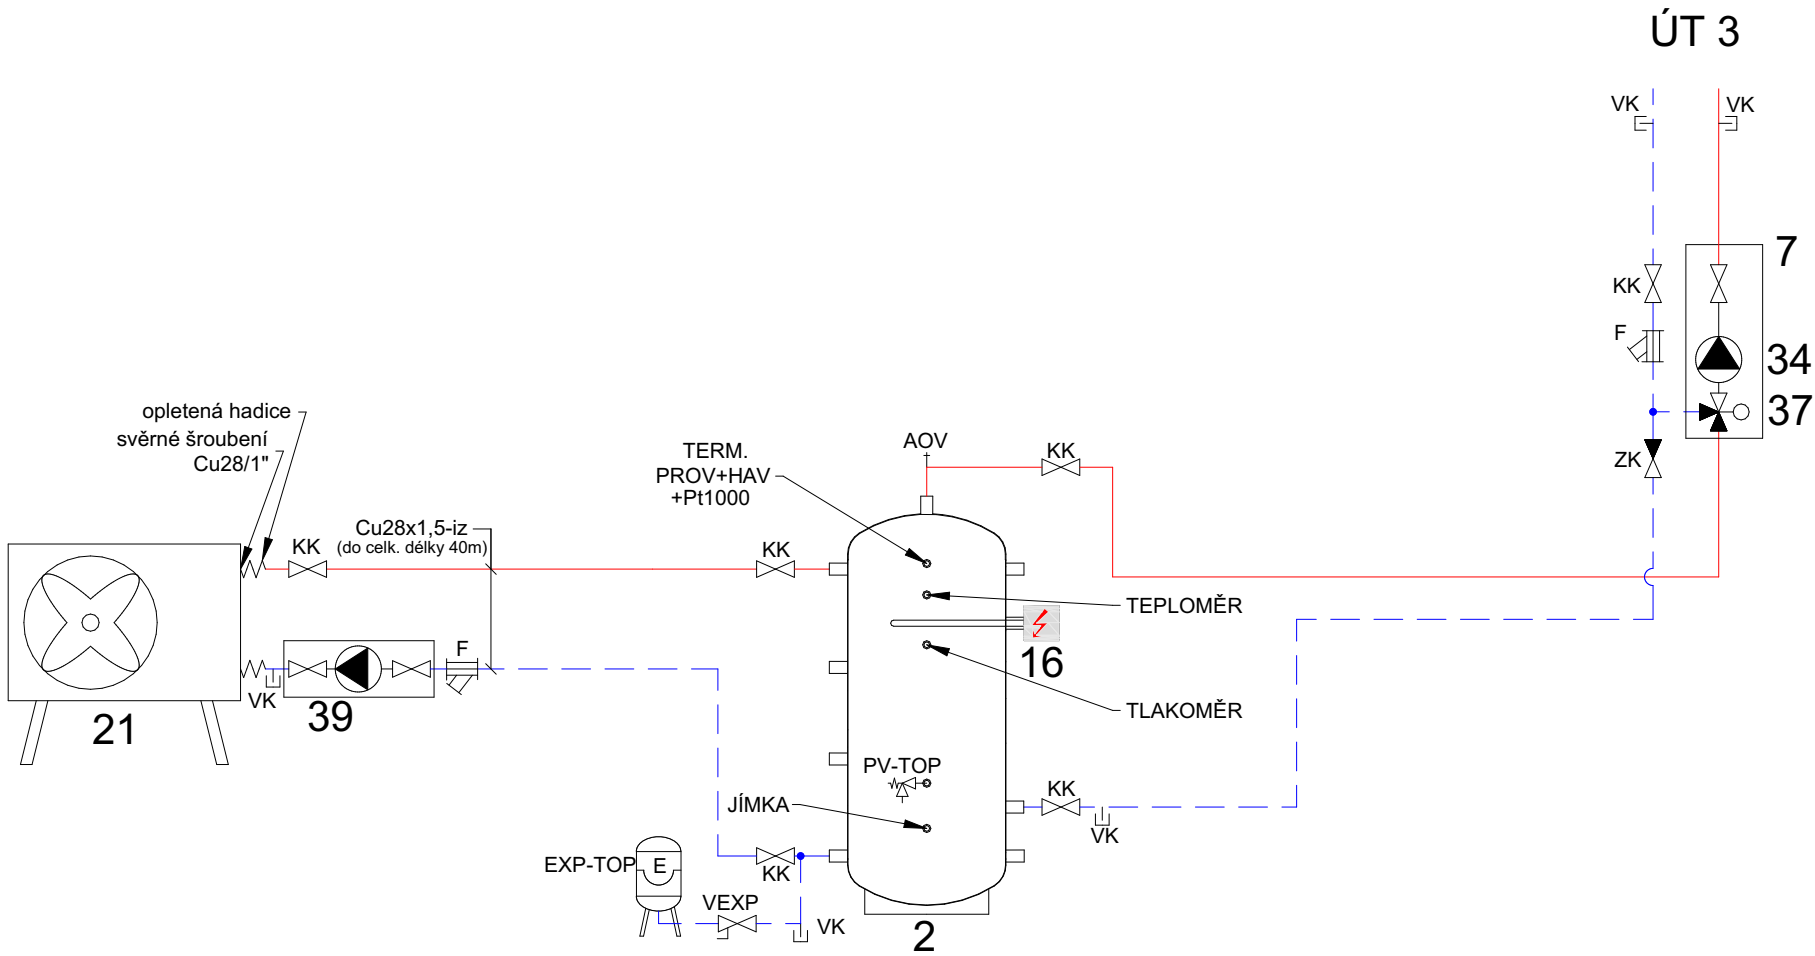 ÚT 3
VK
VK
7
KK
F
34
37
ZK
opletená hadice
svěrné šroubení
Cu28/1"
TERM.
PROV+HAV
+Pt1000
AOV
KK
Cu28x1,5-iz
(do celk. délky 40m)
KK
KK
TEPLOMĚR
16
F
VK
39
21
TLAKOMĚR
PV-TOP
KK
JÍMKA
VK
EXP-TOP
E
KK
VEXP
VK
2